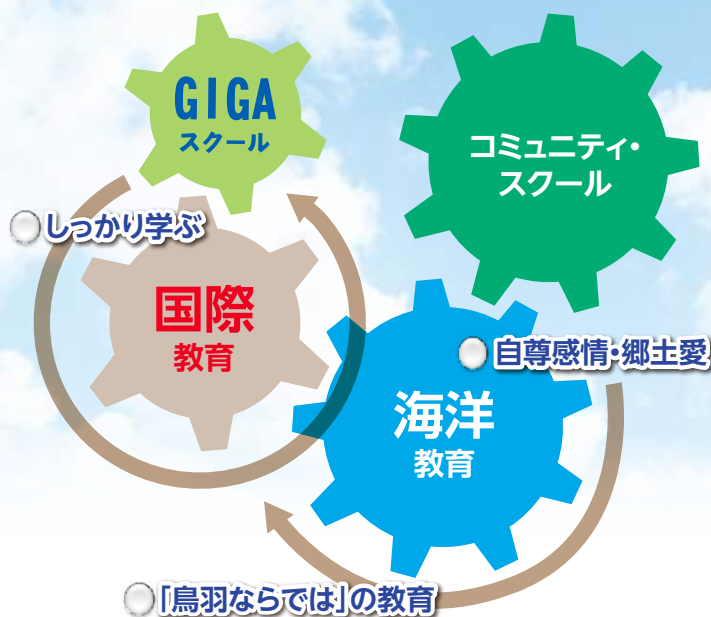 GIGA
スクール
コミュニティ・
スクール
しっかり学ぶ
国際
教育
自尊感情・郷土愛
海洋
教育
「鳥羽ならでは」の教育